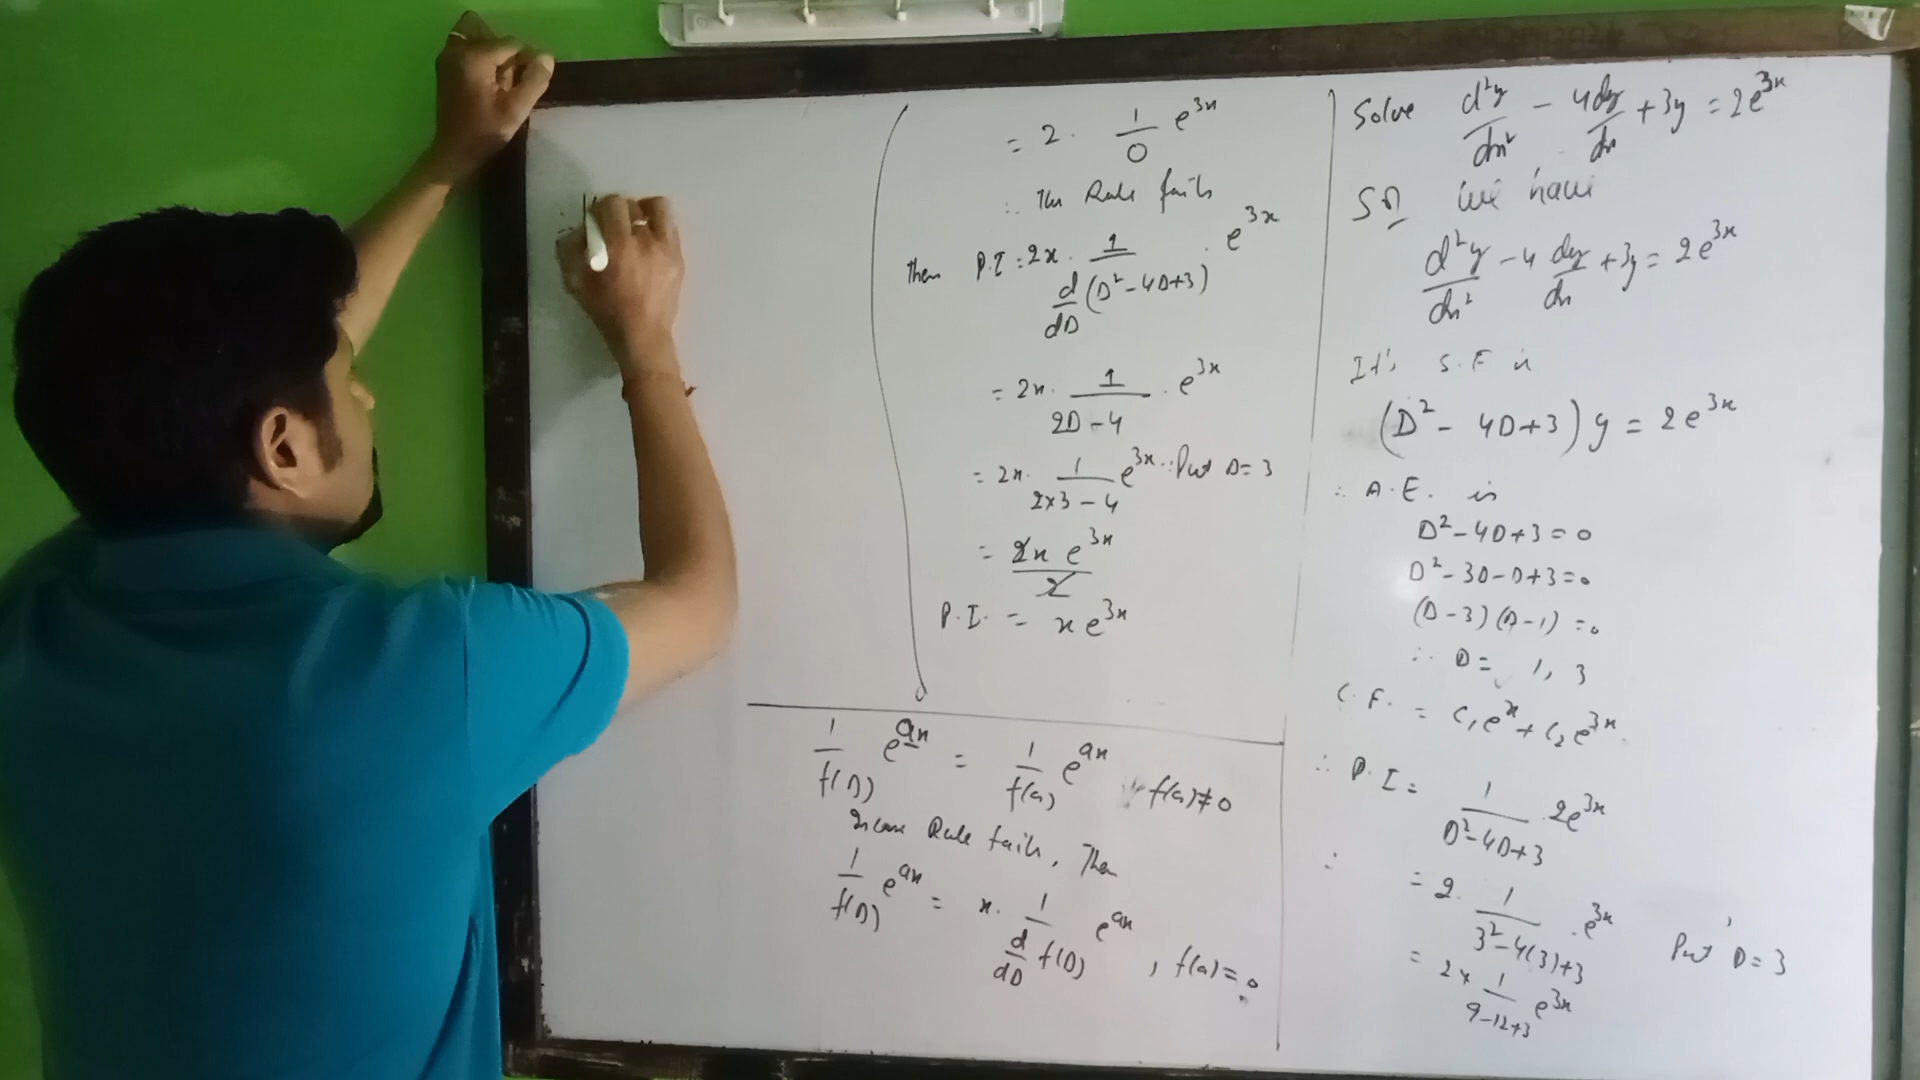 Solve d²y/dx² - 4dy/dx + 3y = 2e^3x
Solⁿ We have
d²y/dx² - 4 dy/dx + 3y = 2e^3x
It's S.F is
(D² - 4D+3) y = 2e^3x
∴ A.E. is
D² - 4D + 3 = 0
D² - 3D - D + 3 = 0
(D - 3) (D - 1) = 0
∴ D = 1, 3
C.F. = C₁e^x + C₂e^3x.
∴ P.I = 1/(D² - 4D + 3) . 2e^3x
∴ = 2. 1/(3² - 4(3) + 3) . e^3x Put D = 3
= 2 x 1/(9 - 12 + 3) e^3x
= 2 . 1/0 e^3x
∴ The Rule fails
Then P.I = 2x . 1/(d/dD (D² - 4D + 3)) . e^3x
= 2x . 1/(2D - 4) . e^3x
= 2x . 1/(2x3 - 4) e^3x ∵ Put D = 3
= 2x e^3x/2
P.I. = x e^3x
1/f(D) e^ax = 1/f(a) e^ax f(a) ≠ 0
In case Rule fails, Then
1/f(D) e^ax = x. 1/(d/dD f(D)) e^ax , f(a) = 0